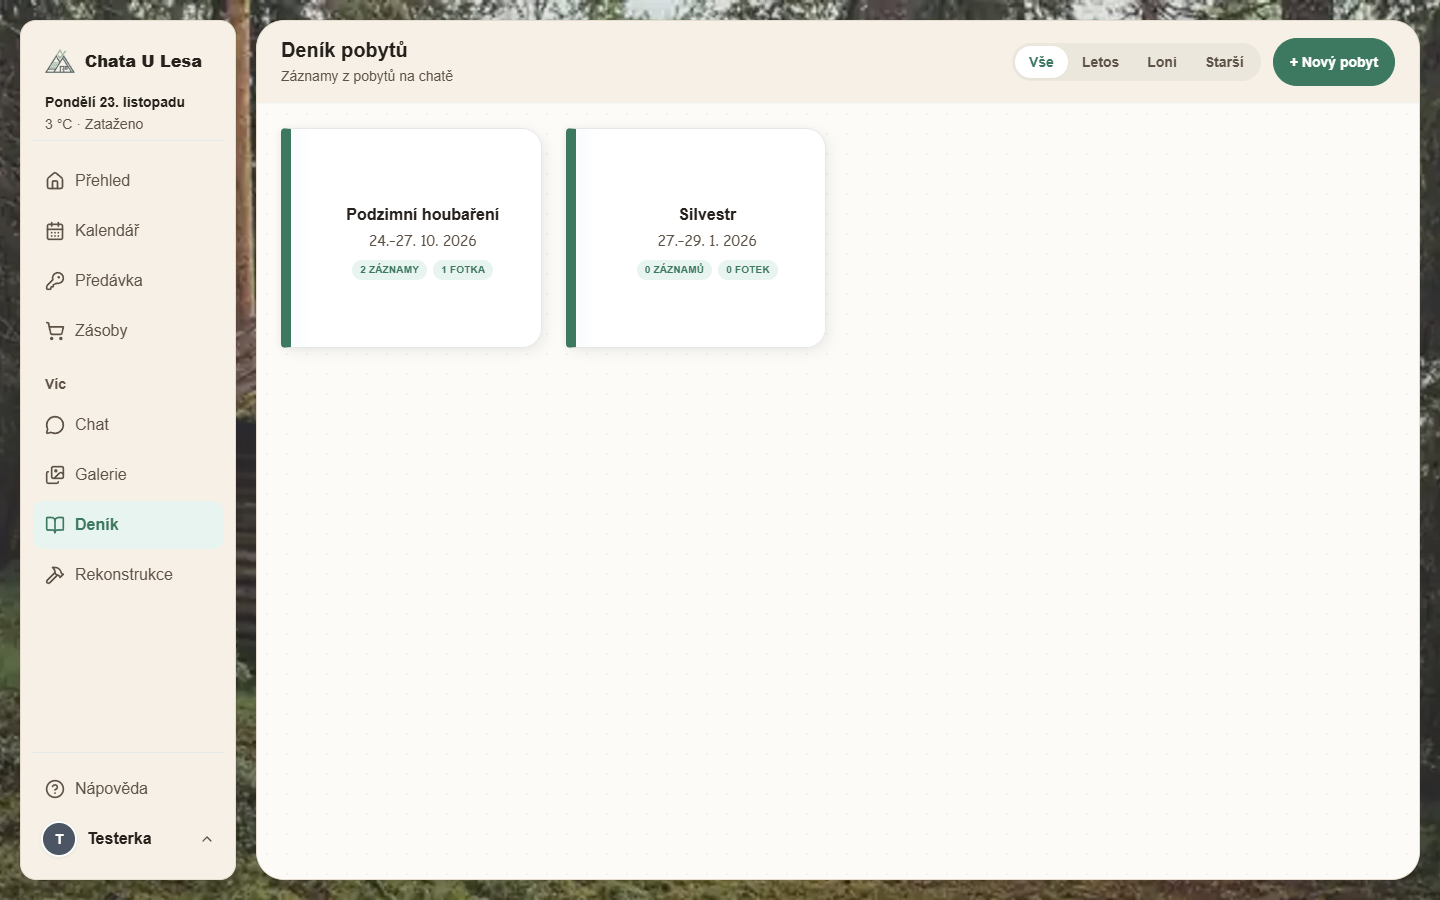 Chata U Lesa
Pondělí 23. listopadu
3 °C · Zataženo
Přehled
Kalendář
Předávka
Zásoby
Víc
Chat
Galerie
Deník
Rekonstrukce
Nápověda
T
Testerka
Deník pobytů
Záznamy z pobytů na chatě
Vše
Letos
Loni
Starší
+ Nový pobyt
Podzimní houbaření
24.–27. 10. 2026
2 ZÁZNAMY
1 FOTKA
Silvestr
27.–29. 1. 2026
0 ZÁZNAMŮ
0 FOTEK